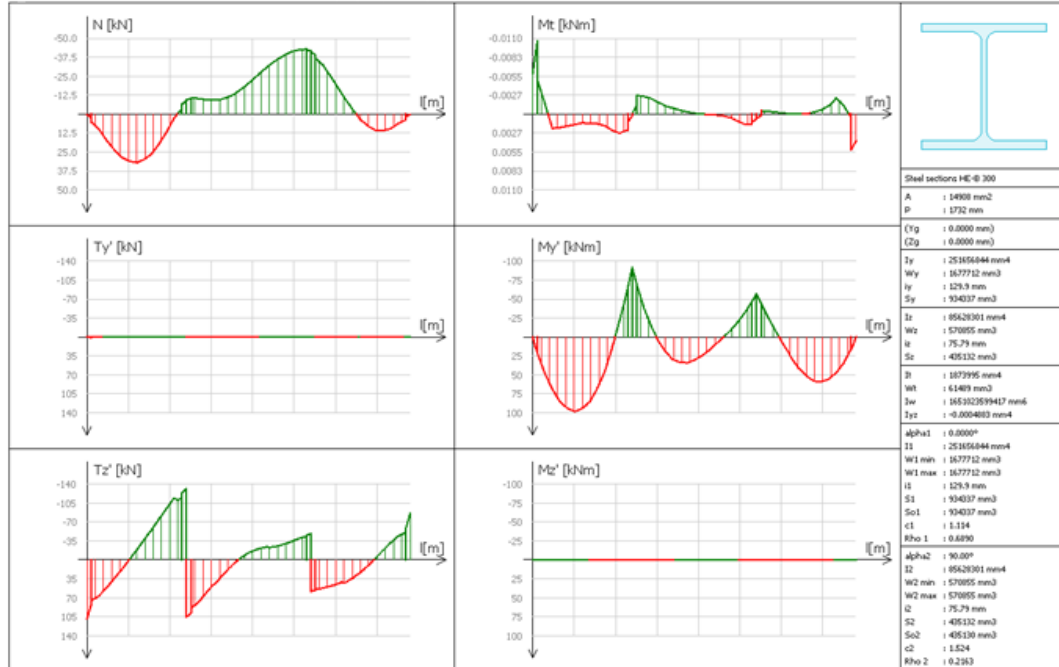 N [kN]
-50.0
-37.5
-25.0
-12.5
l[m]
12.5
25.0
37.5
50.0
Mt [kNm]
-0.0110
-0.0083
-0.0055
-0.0027
l[m]
0.0027
0.0055
0.0083
0.0110
Ty' [kN]
-140
-105
-70
-35
l[m]
35
70
105
140
My' [kNm]
-100
-75
-50
-25
l[m]
25
50
75
100
Tz' [kN]
-140
-105
-70
-35
l[m]
35
70
105
140
Mz' [kNm]
-100
-75
-50
-25
l[m]
25
50
75
100
Steel sections HE-B 300
A : 14908 mm2
P : 1732 mm
(Yg : 0.0000 mm)
(Zg : 0.0000 mm)
Iy : 251656844 mm4
Wy : 1677712 mm3
iy : 129.9 mm
Sy : 934037 mm3
Iz : 85628301 mm4
Wz : 570855 mm3
iz : 75.79 mm
Sz : 435132 mm3
It : 1873995 mm4
Wt : 61489 mm3
Iw : 1651023599417 mm6
Iyz : -0.0004883 mm4
alpha1 : 0.0000°
I1 : 251656844 mm4
W1 min : 1677712 mm3
W1 max : 1677712 mm3
i1 : 129.9 mm
S1 : 934037 mm3
So1 : 934037 mm3
c1 : 1.114
Rho 1 : 0.6890
alpha2 : 90.00°
I2 : 85628301 mm4
W2 min : 570855 mm3
W2 max : 570855 mm3
i2 : 75.79 mm
S2 : 435132 mm3
So2 : 435130 mm3
c2 : 1.524
Rho 2 : 0.2163